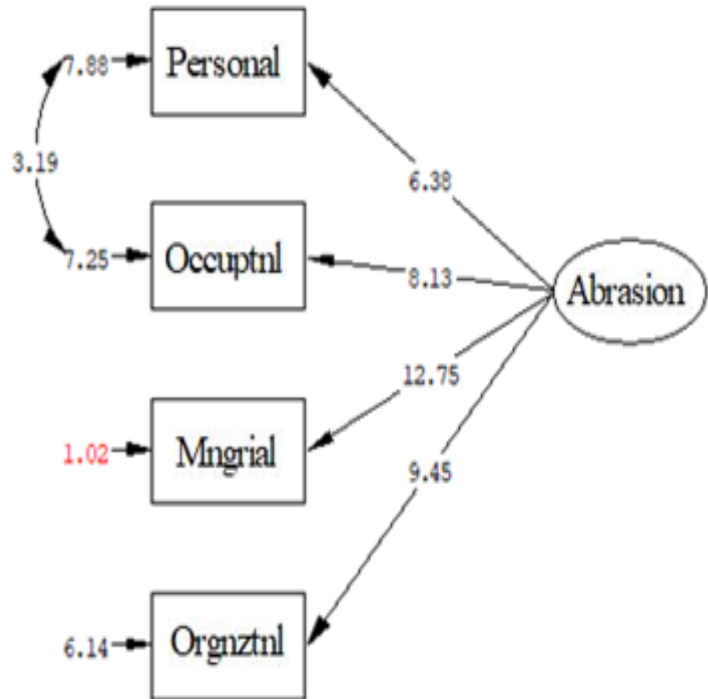 7.88
Personal
3.19
6.38
7.25
Occuptnl
8.13
Abrasion
12.75
1.02
Mngrial
9.45
6.14
Orgnztnl